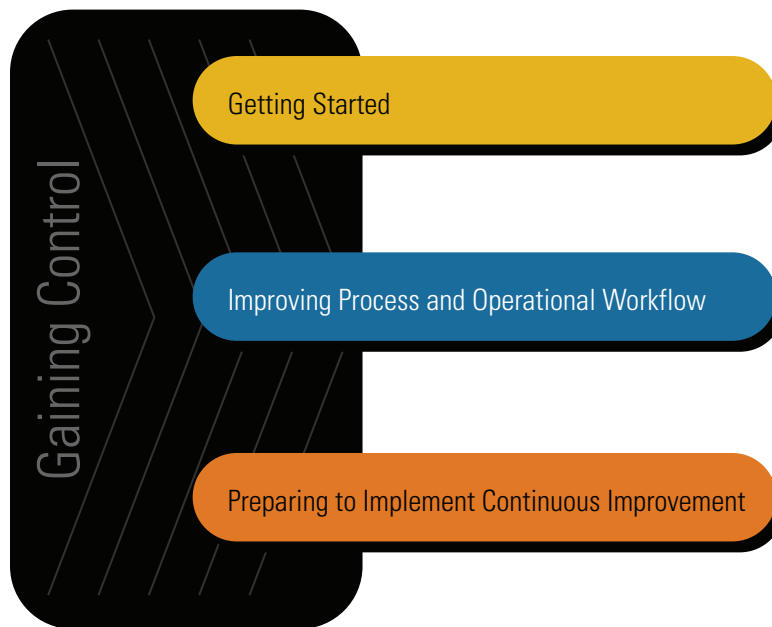 Gaining Control
Getting Started
Improving Process and Operational Workflow
Preparing to Implement Continuous Improvement